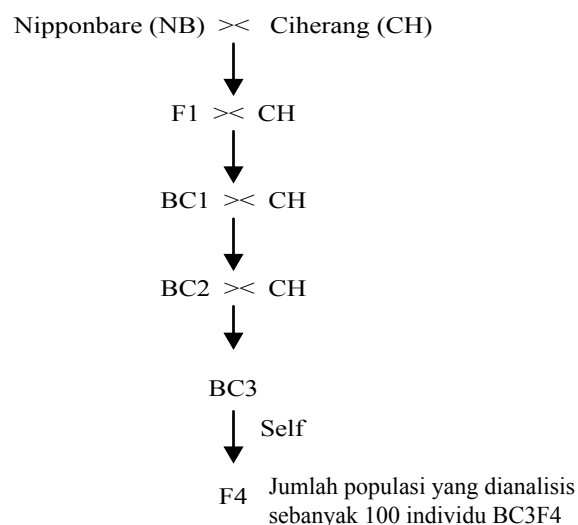 Nipponbare (NB) >< Ciherang (CH)
F1 >< CH
BC1 >< CH
BC2 >< CH
BC3
Self
F4 Jumlah populasi yang dianalisis
sebanyak 100 individu BC3F4